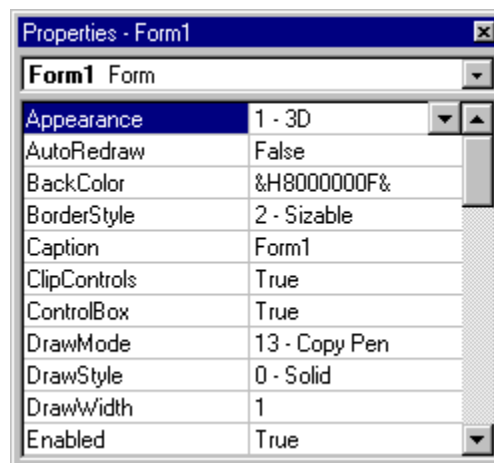 Properties - Form1
Form1 Form
Appearance 1 - 3D
AutoRedraw False
BackColor &H8000000F&
BorderStyle 2 - Sizable
Caption Form1
ClipControls True
ControlBox True
DrawMode 13 - Copy Pen
DrawStyle 0 - Solid
DrawWidth 1
Enabled True